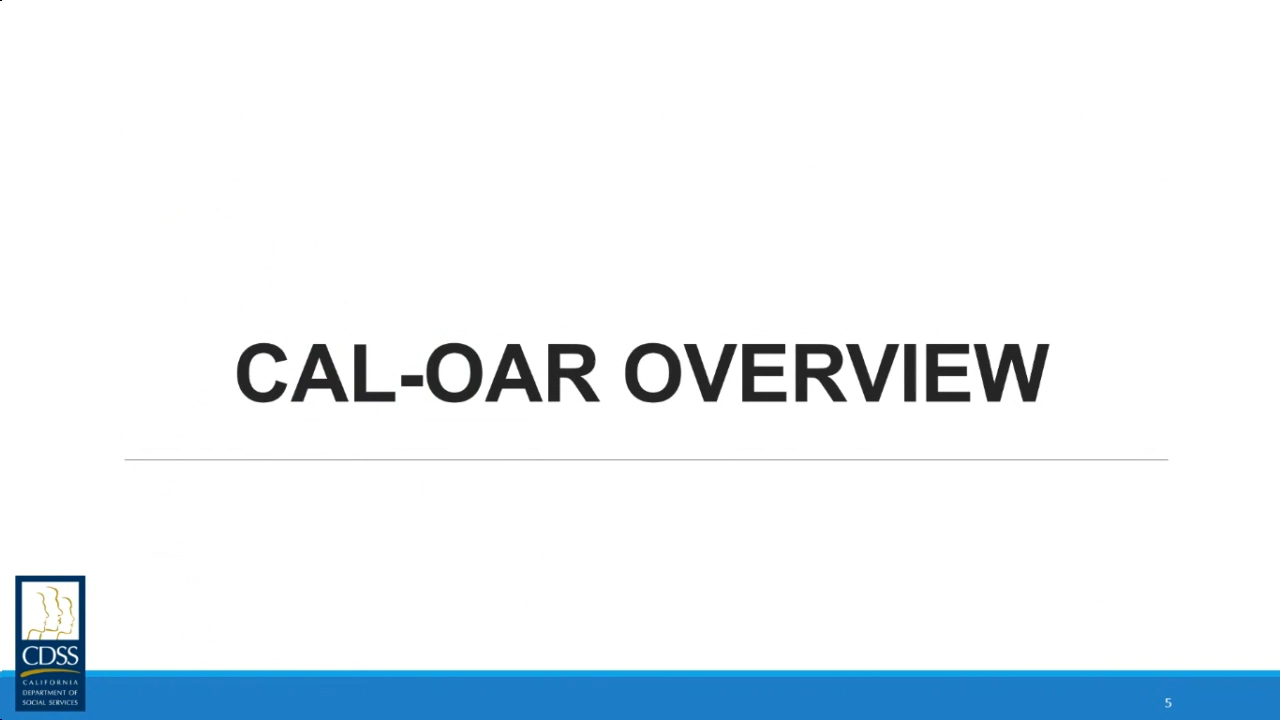 CAL-OAR OVERVIEW
CDSS
CALIFORNIA
DEPARTMENT OF
SOCIAL SERVICES
5